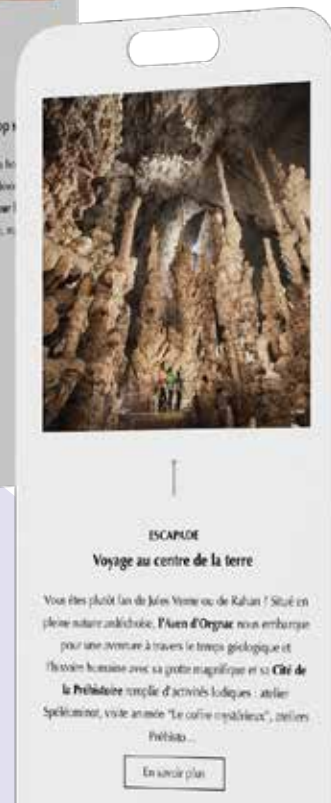 ESCAPADE
Voyage au centre de la terre
Vous êtes plutôt fan de Jules Verne ou de Rahan ? Situé en
pleine nature ardéchoise, l'Aven d'Orgnac nous embarque
pour une aventure à travers le temps géologique et
l'histoire humaine avec sa grotte magnifique et sa Cité de
la Préhistoire remplie d'activités ludiques : atelier
Spéléominot, visite animée "Le coffre mystérieux", ateliers
Préhisto...
En savoir plus